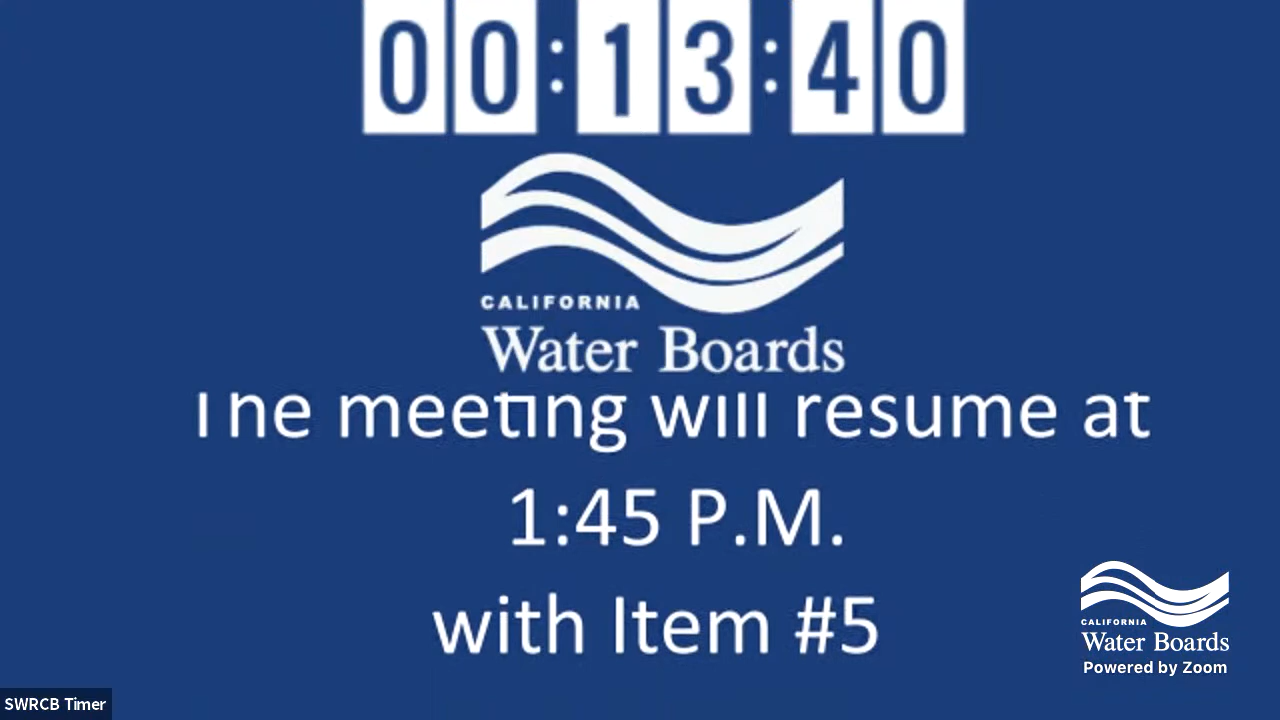 00:13:40
CALIFORNIA
Water Boards
The meeting will resume at
1:45 P.M.
with Item #5
CALIFORNIA
Water Boards
Powered by Zoom
SWRCB Timer